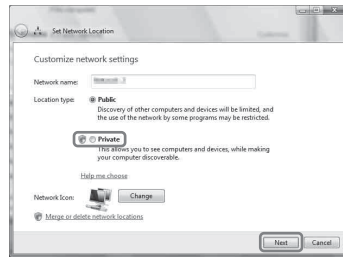 Set Network Location
Customize network settings
Network name:
Location type: Public
Discovery of other computers and devices will be limited, and
the use of the network by some programs may be restricted.
Private
This allows you to see computers and devices, while making
your computer discoverable.
Help me choose
Network Icon: Change
Merge or delete network locations
Next Cancel